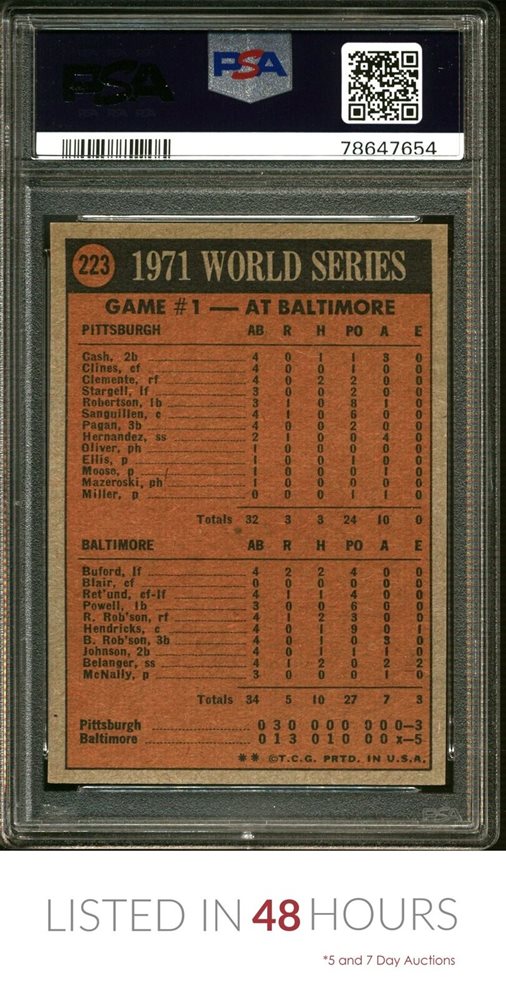 PSA
PSA
78647654
223 1971 WORLD SERIES
GAME #1 — AT BALTIMORE
PITTSBURGH AB R H PO A E
Cash, 2b 4 0 1 1 3 0
Clines, cf 4 0 0 1 0 0
Clemente, rf 4 0 2 2 0 0
Stargell, lf 3 0 0 2 0 0
Robertson, 1b 3 1 0 8 1 0
Sanguillen, c 4 1 0 6 0 0
Pagan, 3b 4 0 0 2 0 0
Hernandez, ss 2 1 0 0 4 0
Oliver, ph 1 0 0 0 0 0
Ellis, p 1 0 0 1 0 0
Moose, p 1 0 0 0 1 0
Mazeroski, ph 1 0 0 0 0 0
Miller, p 0 0 0 1 1 0
Totals 32 3 3 24 10 0
BALTIMORE AB R H PO A E
Buford, lf 4 2 2 4 0 0
Blair, cf 0 0 0 0 0 0
Ret'und, cf-lf 4 1 1 4 0 0
Powell, 1b 3 0 0 6 0 0
R. Rob'son, rf 4 1 2 3 0 0
Hendricks, c 4 0 1 9 0 1
B. Rob'son, 3b 4 0 1 0 3 0
Johnson, 2b 4 0 1 1 1 0
Belanger, ss 4 1 2 0 2 2
McNally, p 3 0 0 0 1 0
Totals 34 5 10 27 7 3
Pittsburgh 0 3 0 0 0 0 0 0 0—3
Baltimore 0 1 3 0 1 0 0 0 x—5
** ©T.C.G. PRTD. IN U.S.A.
PSA
LISTED IN 48 HOURS
*5 and 7 Day Auctions